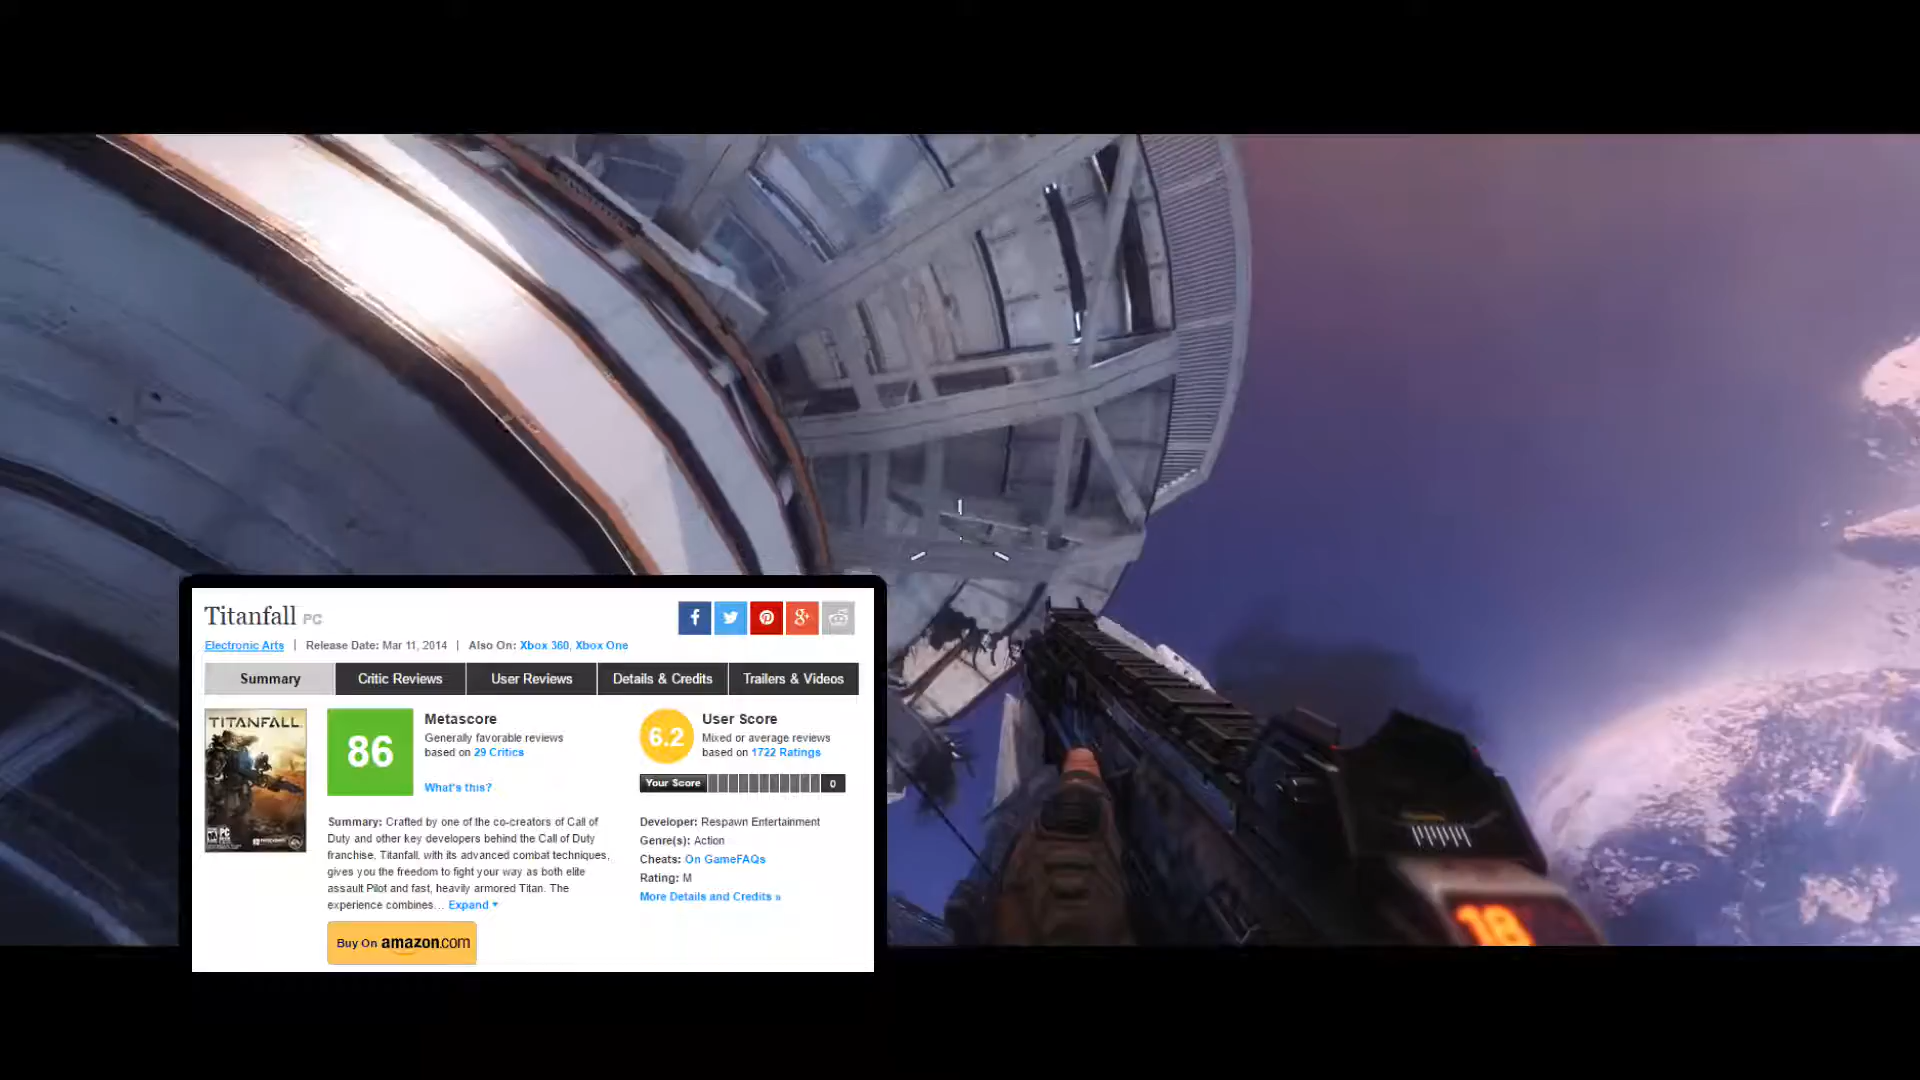 Titanfall PC
Electronic Arts | Release Date: Mar 11, 2014 | Also On: Xbox 360, Xbox One
Summary Critic Reviews User Reviews Details & Credits Trailers & Videos
TITANFALL
PC
86
Metascore
Generally favorable reviews
based on 29 Critics
What's this?
6.2
User Score
Mixed or average reviews
based on 1722 Ratings
Your Score 0
Summary: Crafted by one of the co-creators of Call of
Duty and other key developers behind the Call of Duty
franchise, Titanfall, with its advanced combat techniques,
gives you the freedom to fight your way as both elite
assault Pilot and fast, heavily armored Titan. The
experience combines... Expand
Buy On amazon.com
Developer: Respawn Entertainment
Genre(s): Action
Cheats: On GameFAQs
Rating: M
More Details and Credits »
18